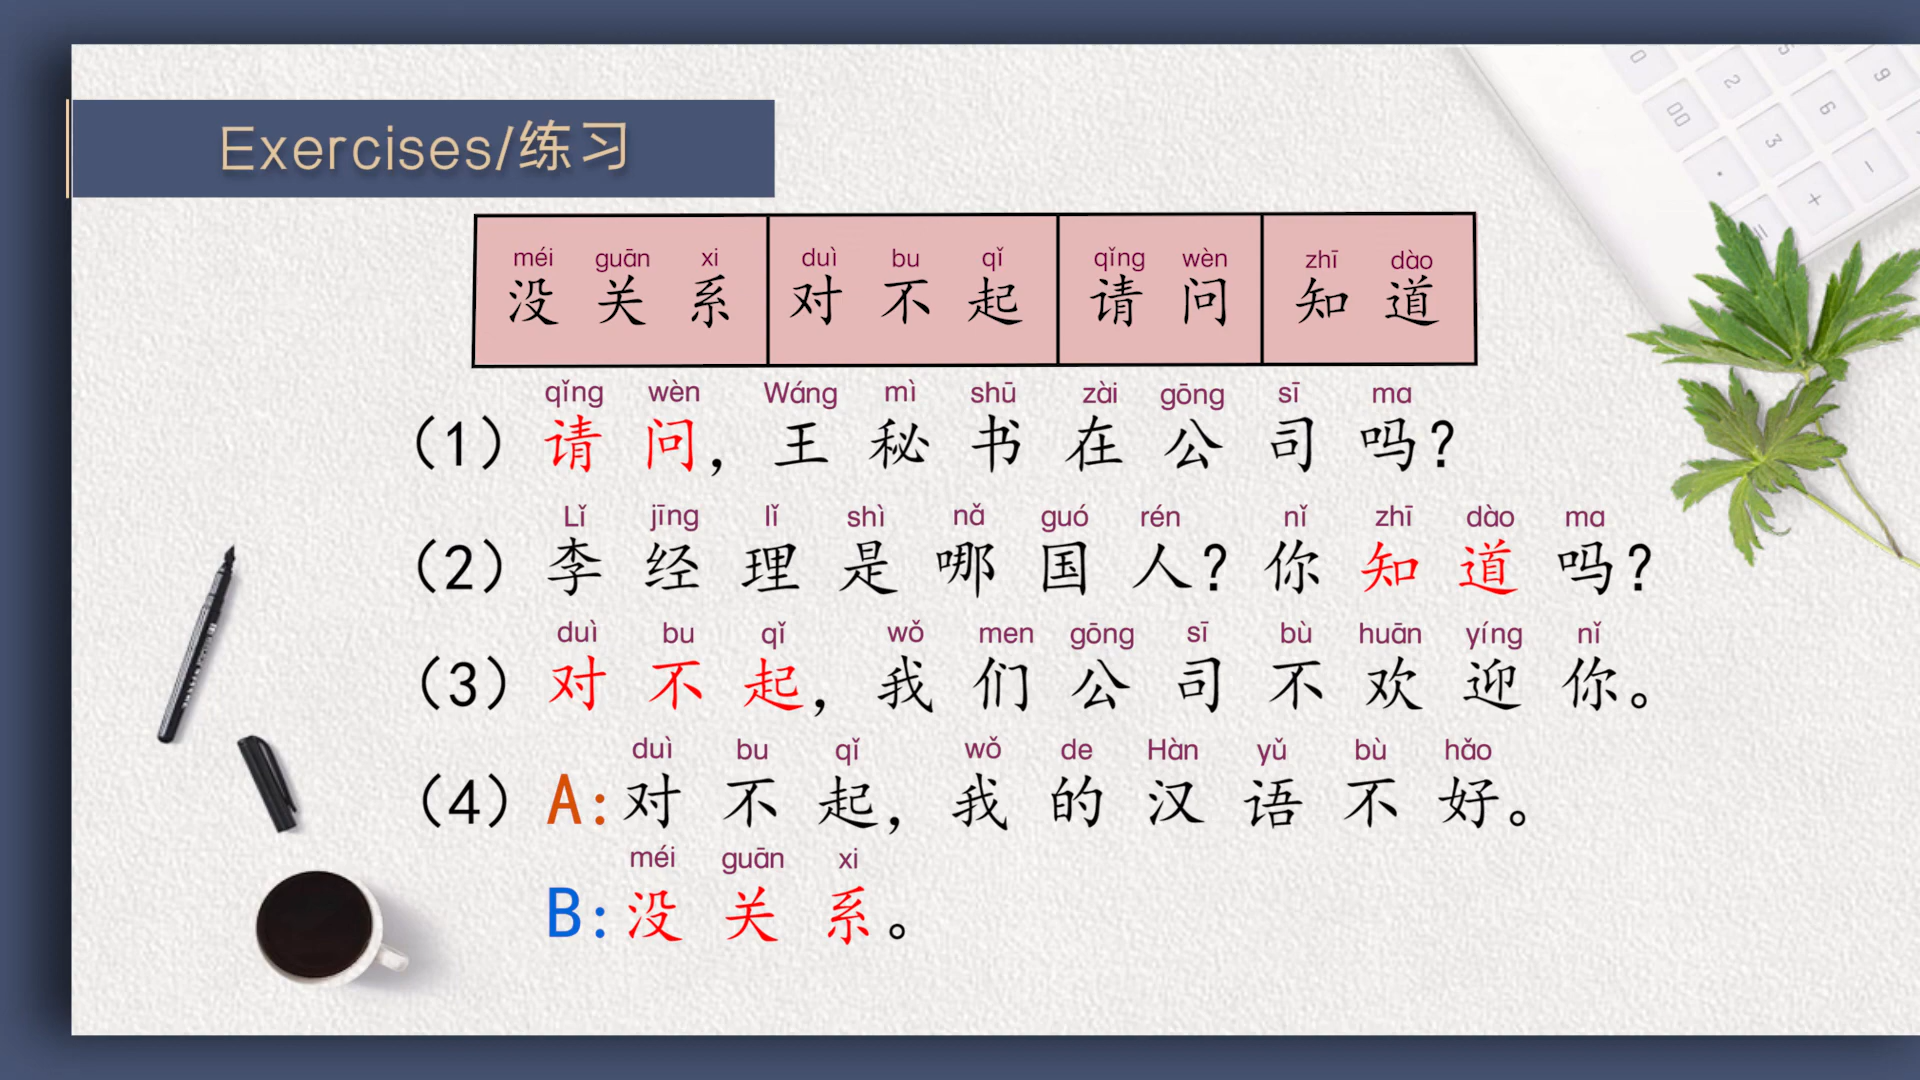 Exercises/练习
méi guān xi duì bu qǐ qǐng wèn zhī dào
没关系 对不起 请问 知道
qǐng wèn Wáng mì shū zài gōng sī ma
(1) 请问，王秘书在公司吗？
Lǐ jīng lǐ shì nǎ guó rén nǐ zhī dào ma
(2) 李经理是哪国人？你知道吗？
duì bu qǐ wǒ men gōng sī bù huān yíng nǐ
(3) 对不起，我们公司不欢迎你。
duì bu qǐ wǒ de Hàn yǔ bù hǎo
(4) A:对不起，我的汉语不好。
méi guān xi
B:没关系。